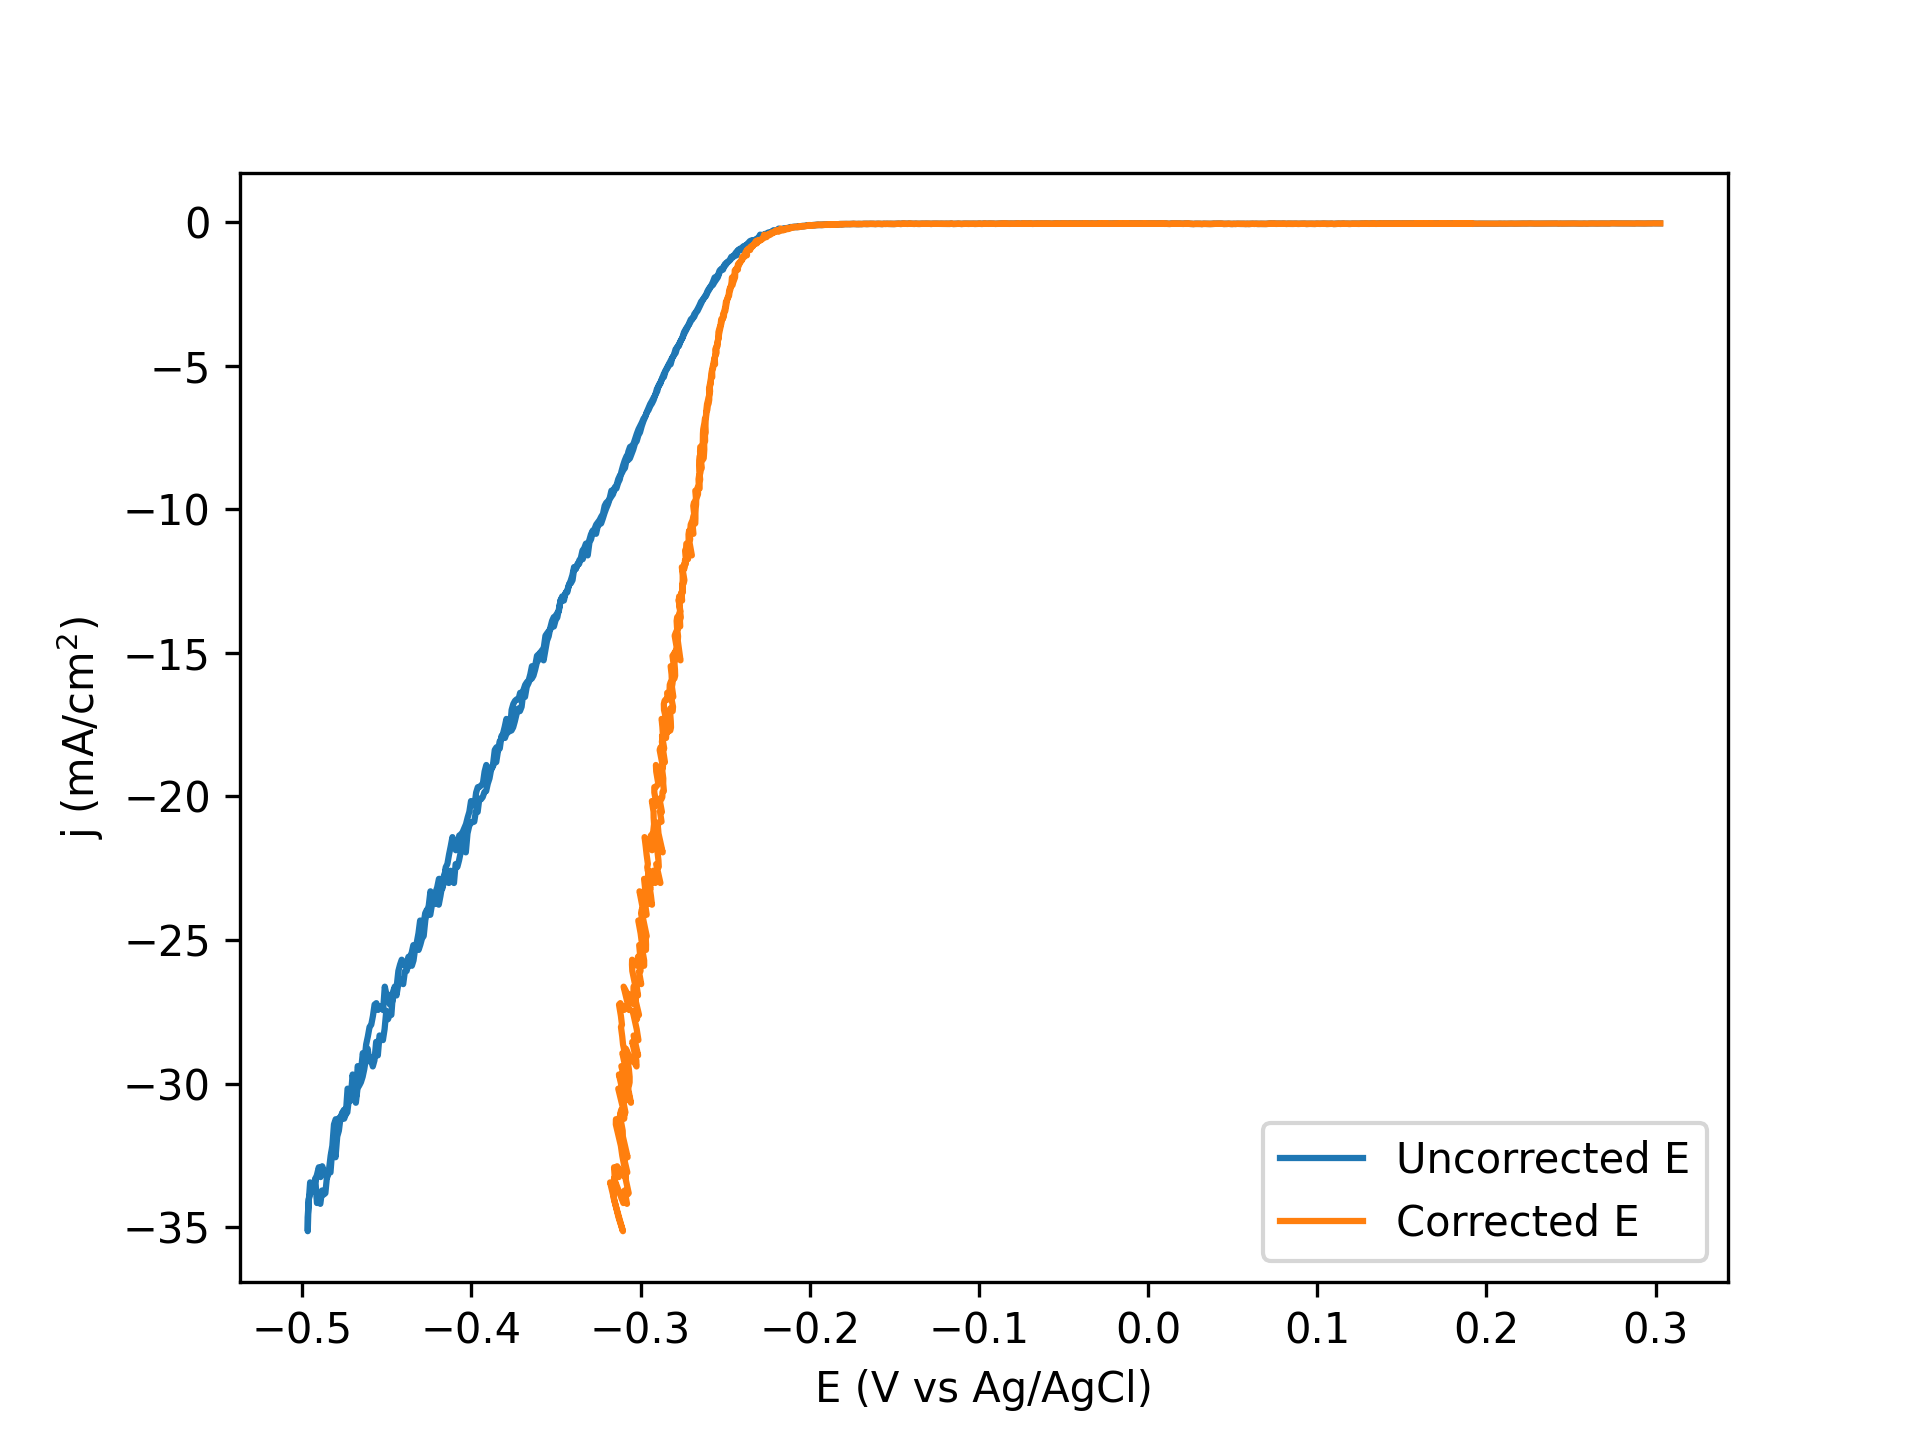 0
−5
−10
−15
−20
−25
−30
−35
j (mA/cm²)
−0.5 −0.4 −0.3 −0.2 −0.1 0.0 0.1 0.2 0.3
E (V vs Ag/AgCl)
Uncorrected E
Corrected E